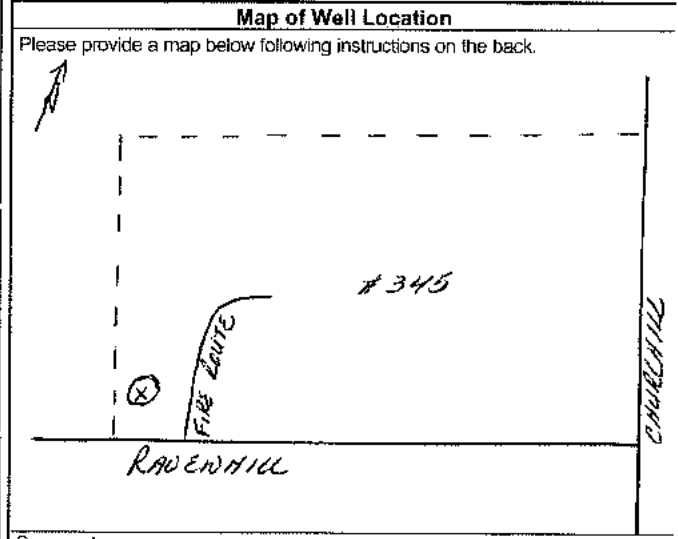 Map of Well Location
Please provide a map below following instructions on the back.
N
# 345
FIRE ROUTE
CHURCHILL
RAVENHILL